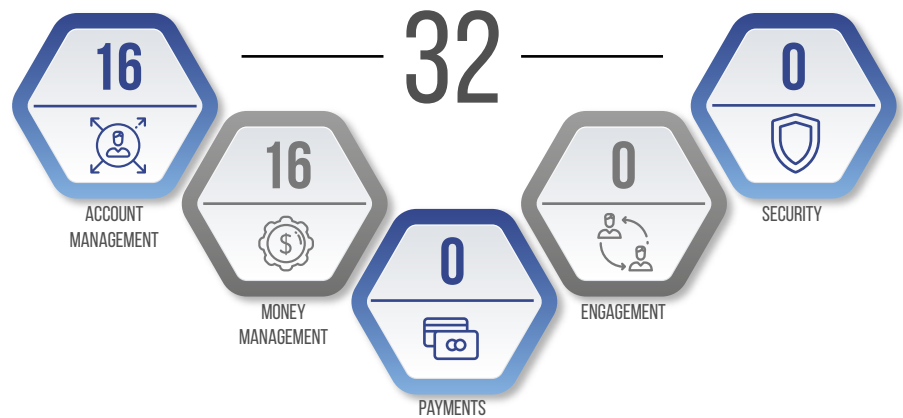 32
16
ACCOUNT
MANAGEMENT
16
$
MONEY
MANAGEMENT
0
PAYMENTS
0
ENGAGEMENT
0
SECURITY